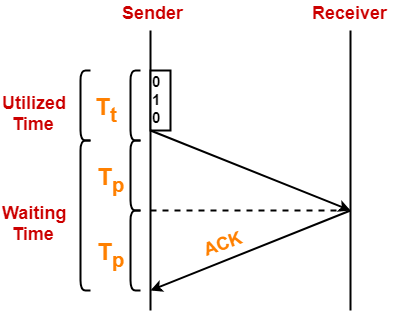 Sender
Receiver
Utilized
Time
Tt
0
1
0
Tp
Waiting
Time
Tp
ACK